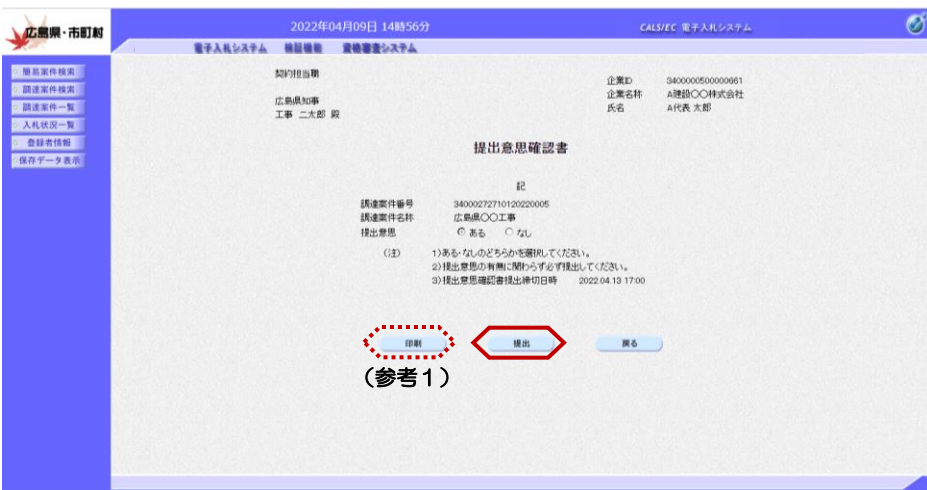 広島県・市町村
2022年04月09日 14時56分
CALS/EC 電子入札システム
電子入札システム 検証機能 資格審査システム
簡易案件検索
調達案件検索
調達案件一覧
入札状況一覧
登録者情報
保存データ表示
契約担当職
広島県知事
工事 二太郎 殿
企業ID 3400000500000661
企業名称 A建設〇〇株式会社
氏名 A代表 太郎
提出意思確認書
記
調達案件番号 34000272710120220005
調達案件名称 広島県〇〇工事
提出意思 ある なし
(注) 1)ある・なしのどちらかを選択してください。
2)提出意思の有無に関わらず必ず提出してください。
3)提出意思確認書提出締切日時 2022.04.13 17:00
印刷 提出 戻る
(参考1)